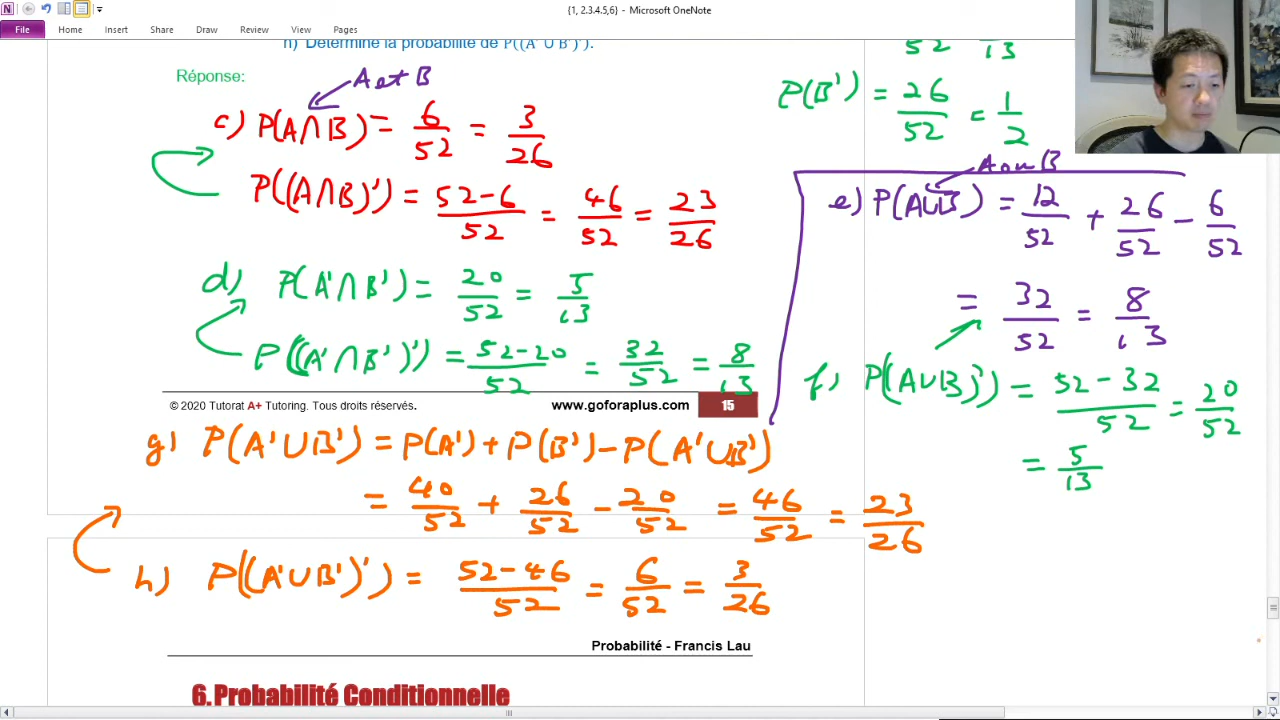 {1, 2.3.4.5,6} - Microsoft OneNote
File Home Insert Share Draw Review View Pages
h) Détermine la probabilité de P((A' ∪ B')').
Réponse:
A et B
c) P(A∩B) = 6/52 = 3/26
P((A∩B)') = 52-6/52 = 46/52 = 23/26
d) P(A'∩B') = 20/52 = 5/13
P((A'∩B')') = 52-20/52 = 32/52 = 8/13
52 13
P(B') = 26/52 = 1/2
A ou B
e) P(A∪B) = 12/52 + 26/52 - 6/52
= 32/52 = 8/13
f) P((A∪B)') = 52-32/52 = 20/52
= 5/13
© 2020 Tutorat A+ Tutoring. Tous droits réservés. www.goforaplus.com 15
g) P(A'∪B') = P(A') + P(B') - P(A'∪B')
= 40/52 + 26/52 - 20/52 = 46/52 = 23/26
h) P((A'∪B')') = 52-46/52 = 6/52 = 3/26
Probabilité - Francis Lau
6. Probabilité Conditionnelle